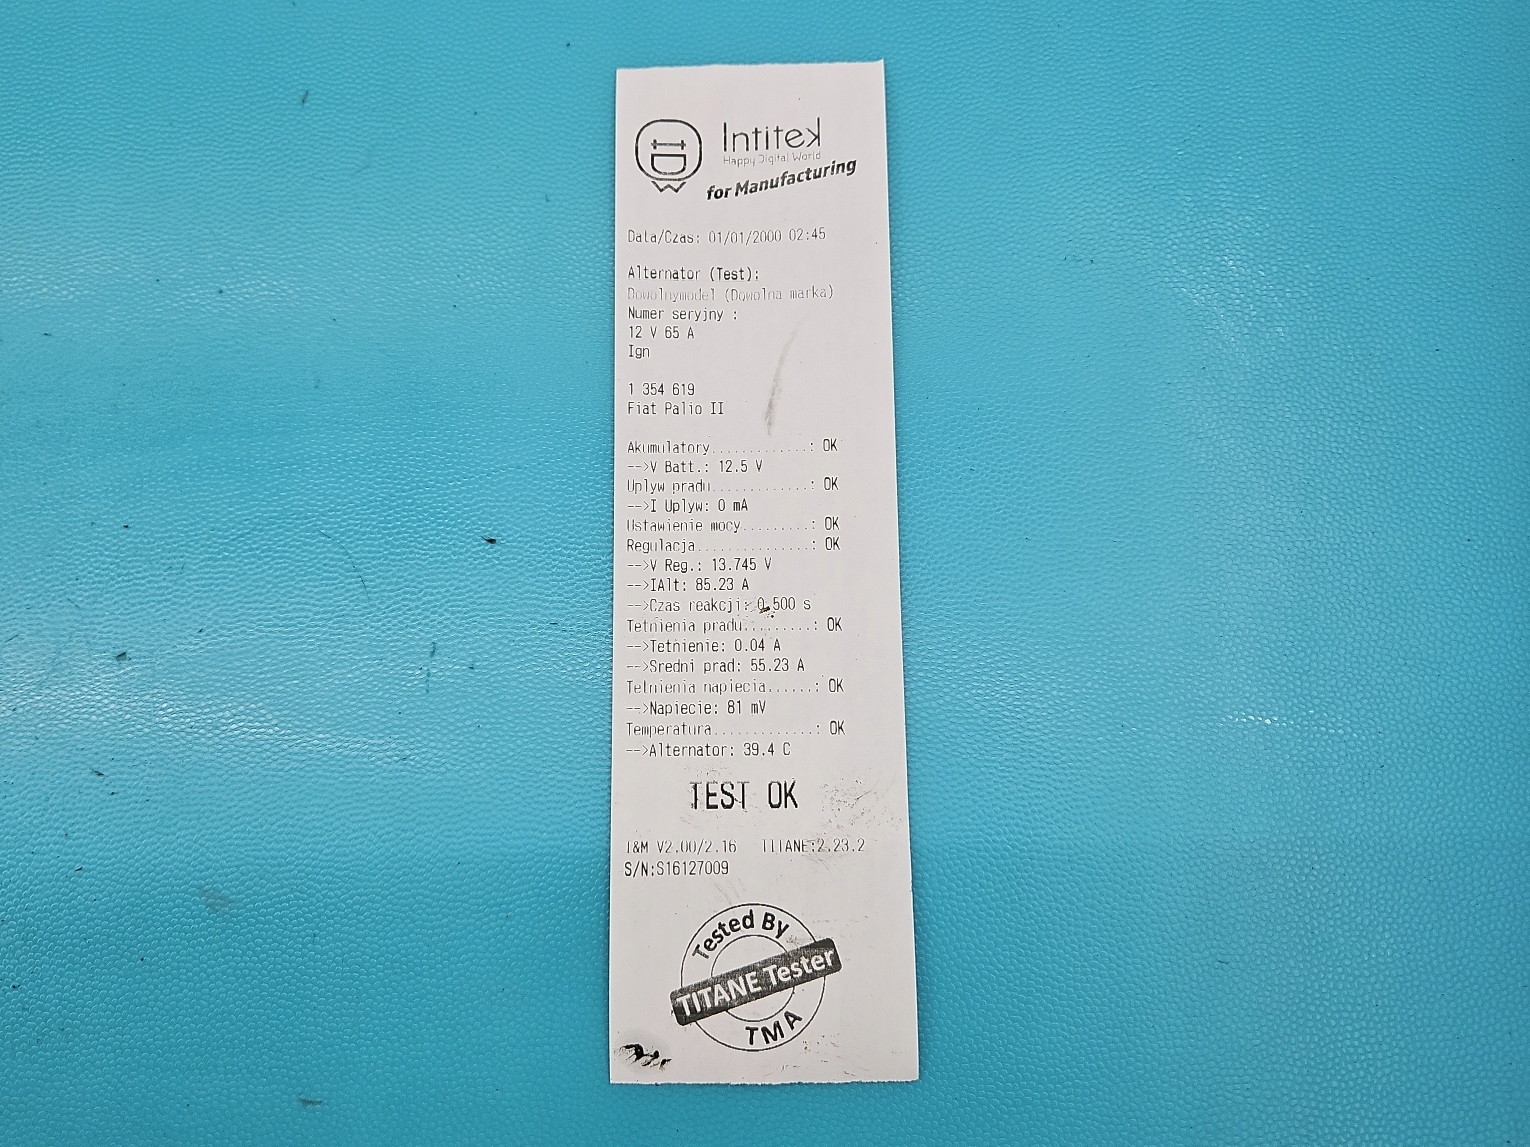 Intitek
Happy Digital World
for Manufacturing
Data/Czas: 01/01/2000 02:45
Alternator (Test):
Dowolnymodel (Dowolna marka)
Numer seryjny :
12 V 65 A
Ign
1 354 619
Fiat Palio II
Akumulatory............: OK
-->V Batt.: 12.5 V
Uplyw pradu............: OK
-->I Uplyw: 0 mA
Ustawienie mocy.........: OK
Regulacja...............: OK
-->V Reg.: 13.745 V
-->IAlt: 85.23 A
-->Czas reakcji: 0.500 s
Tetnienia pradu.........: OK
-->Tetnienie: 0.04 A
-->Sredni prad: 55.23 A
Tetnienia napiecia......: OK
-->Napiecie: 81 mV
Temperatura.............: OK
-->Alternator: 39.4 C
TEST OK
I&M V2.00/2.16 TITANE:2.23.2
S/N:S16127009
Tested By
TITANE Tester
TMA